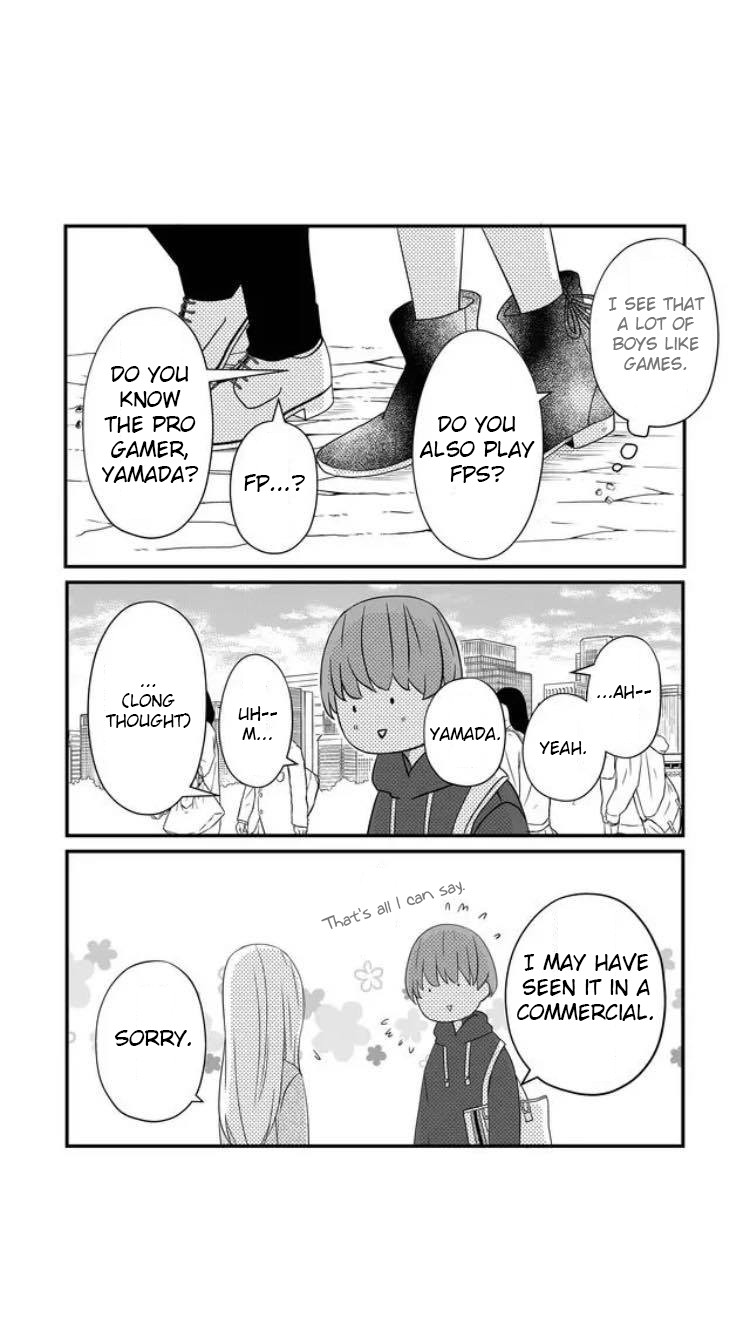 I SEE THAT
A LOT OF
BOYS LIKE
GAMES.
DO YOU
ALSO PLAY
FPS?
FP...?
DO YOU
KNOW
THE PRO
GAMER,
YAMADA?
...AH--
YEAH.
YAMADA.
UH--
M...
...
(LONG
THOUGHT)
I MAY HAVE
SEEN IT IN A
COMMERCIAL.
That's all I can say.
SORRY.